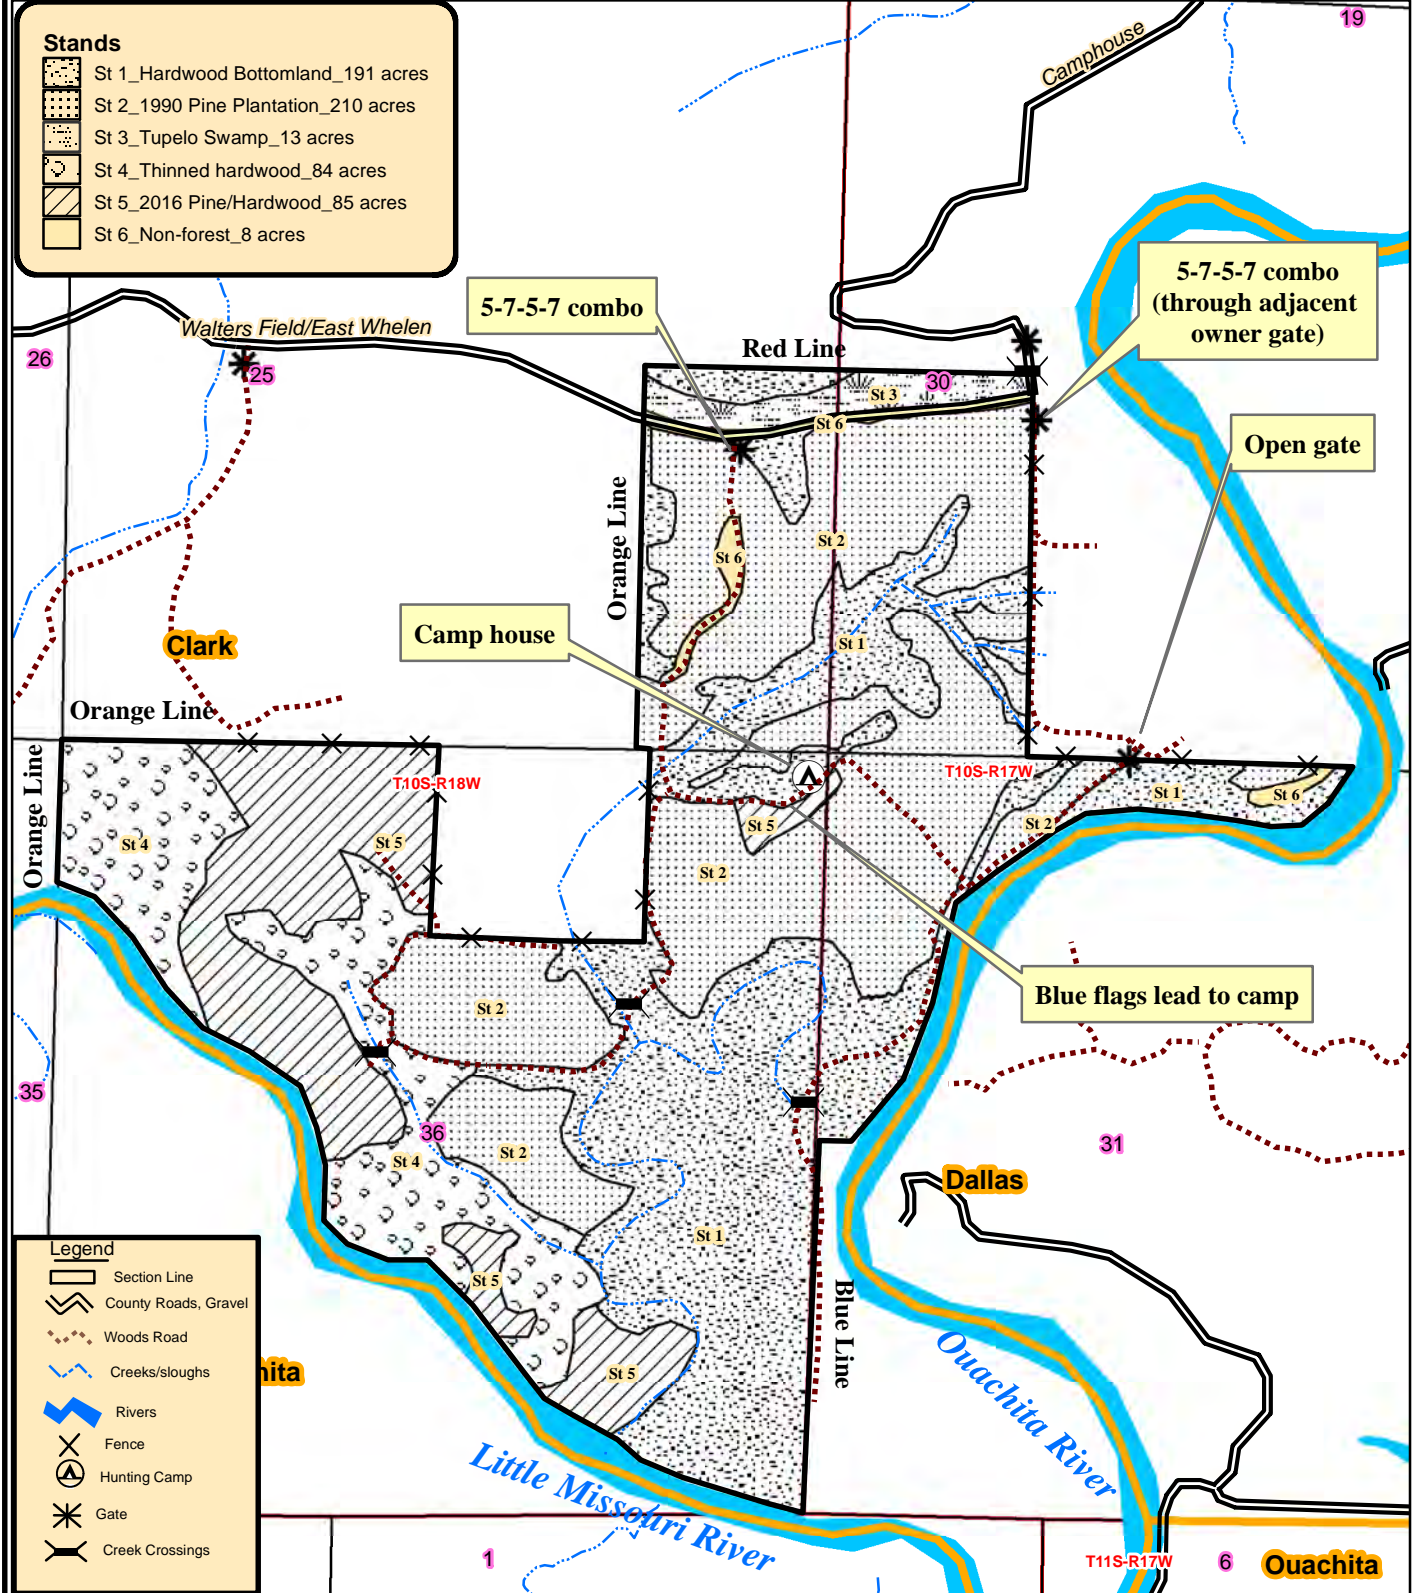 Stands
St 1_Hardwood Bottomland_191 acres
St 2_1990 Pine Plantation_210 acres
St 3_Tupelo Swamp_13 acres
St 4_Thinned hardwood_84 acres
St 5_2016 Pine/Hardwood_85 acres
St 6_Non-forest_8 acres
19
Camphouse
5-7-5-7 combo
(through adjacent
owner gate)
5-7-5-7 combo
Walters Field/East Whelen
26
25
Red Line
30
St 3
St 6
Open gate
Orange Line
St 2
St 6
Camp house
Clark
St 1
Orange Line
Orange Line
T10S-R18W
T10S-R17W
St 1
St 6
St 4
St 5
St 5
St 2
St 2
Blue flags lead to camp
St 2
35
36
31
St 4
St 2
Dallas
St 1
St 5
St 5
Blue Line
Ouachita River
Little Missouri River
Legend
Section Line
County Roads, Gravel
Woods Road
Creeks/sloughs
Rivers
Fence
Hunting Camp
Gate
Creek Crossings
hita
1
T11S-R17W
6
Ouachita